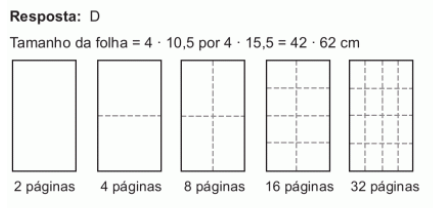 Resposta: D
Tamanho da folha = 4 · 10,5 por 4 · 15,5 = 42 · 62 cm
2 páginas 4 páginas 8 páginas 16 páginas 32 páginas